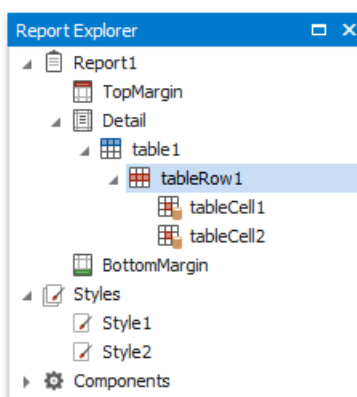 Report Explorer
Report1
TopMargin
Detail
table1
tableRow1
tableCell1
tableCell2
BottomMargin
Styles
Style1
Style2
Components